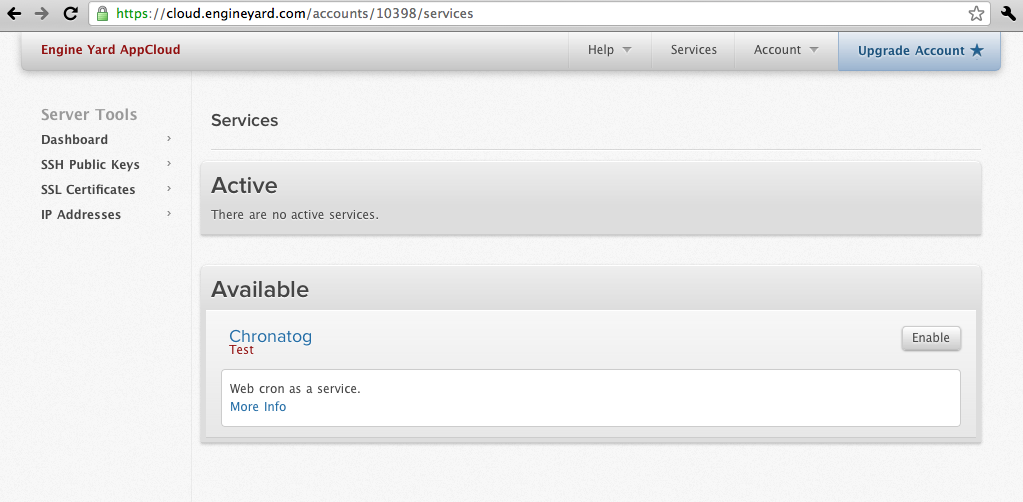 https://cloud.engineyard.com/accounts/10398/services
Engine Yard AppCloud
Help
Services
Account
Upgrade Account
Server Tools
Dashboard
SSH Public Keys
SSL Certificates
IP Addresses
Services
Active
There are no active services.
Available
Chronatog
Test
Enable
Web cron as a service.
More Info